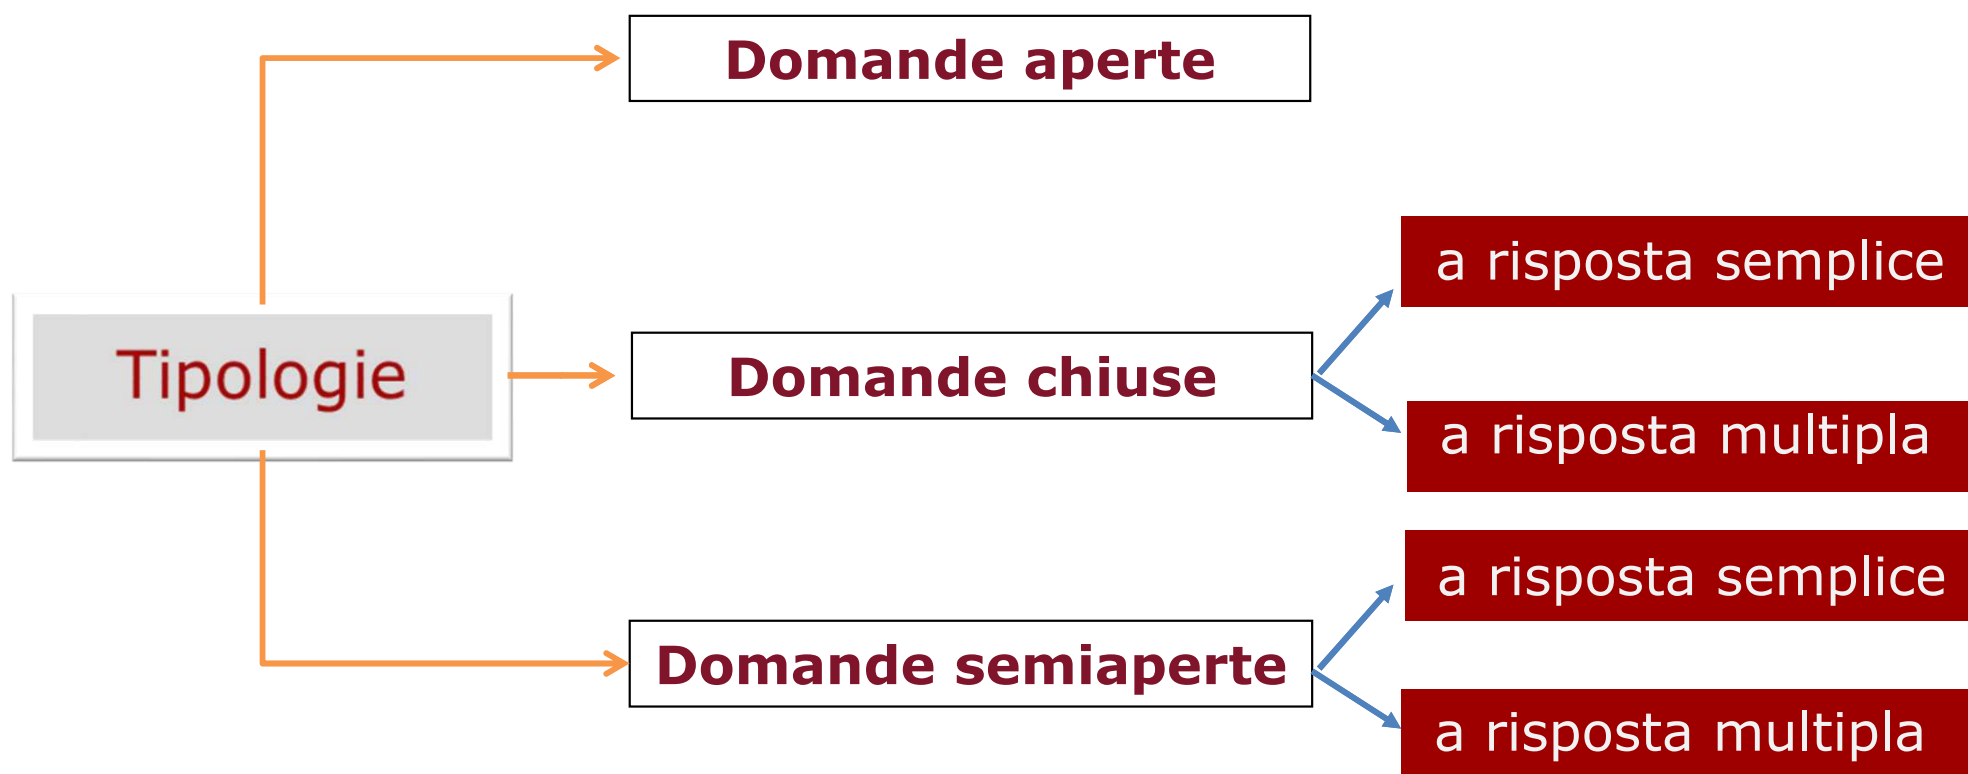 Domande aperte
a risposta semplice
Tipologie
Domande chiuse
a risposta multipla
a risposta semplice
Domande semiaperte
a risposta multipla